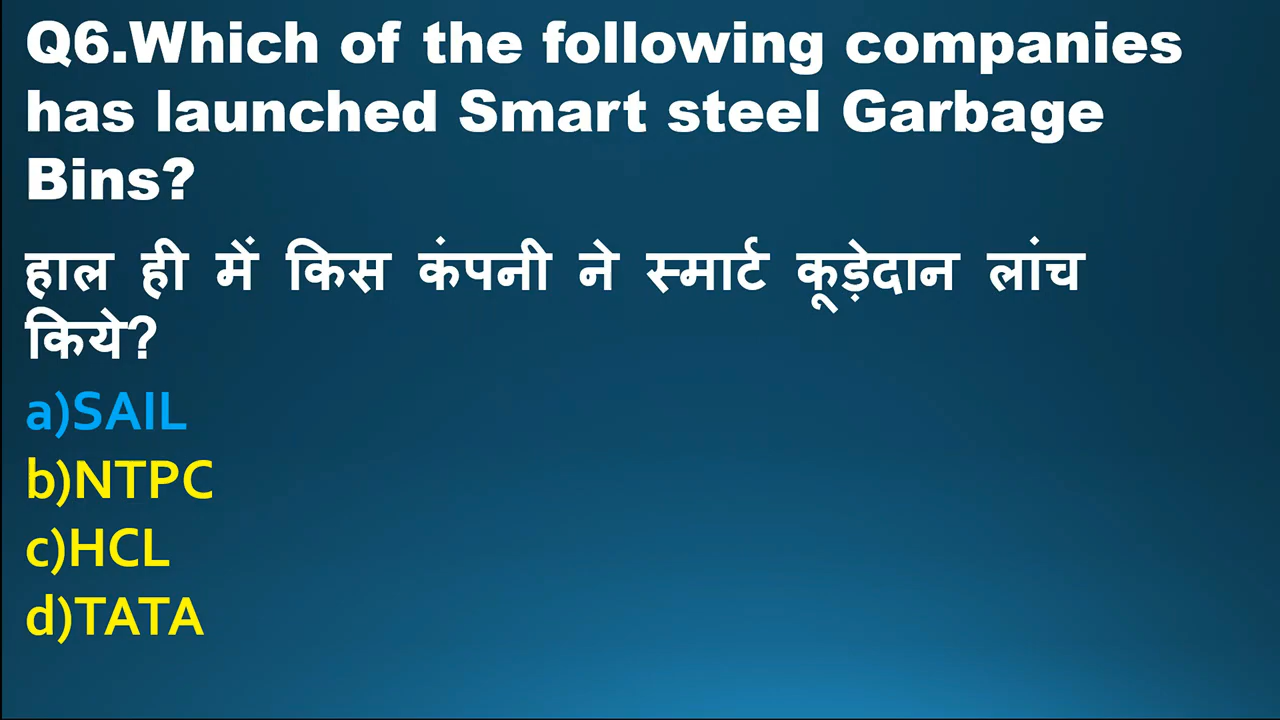 Q6.Which of the following companies
has launched Smart steel Garbage
Bins?
हाल ही में किस कंपनी ने स्मार्ट कूड़ेदान लांच
किये?
a)SAIL
b)NTPC
c)HCL
d)TATA